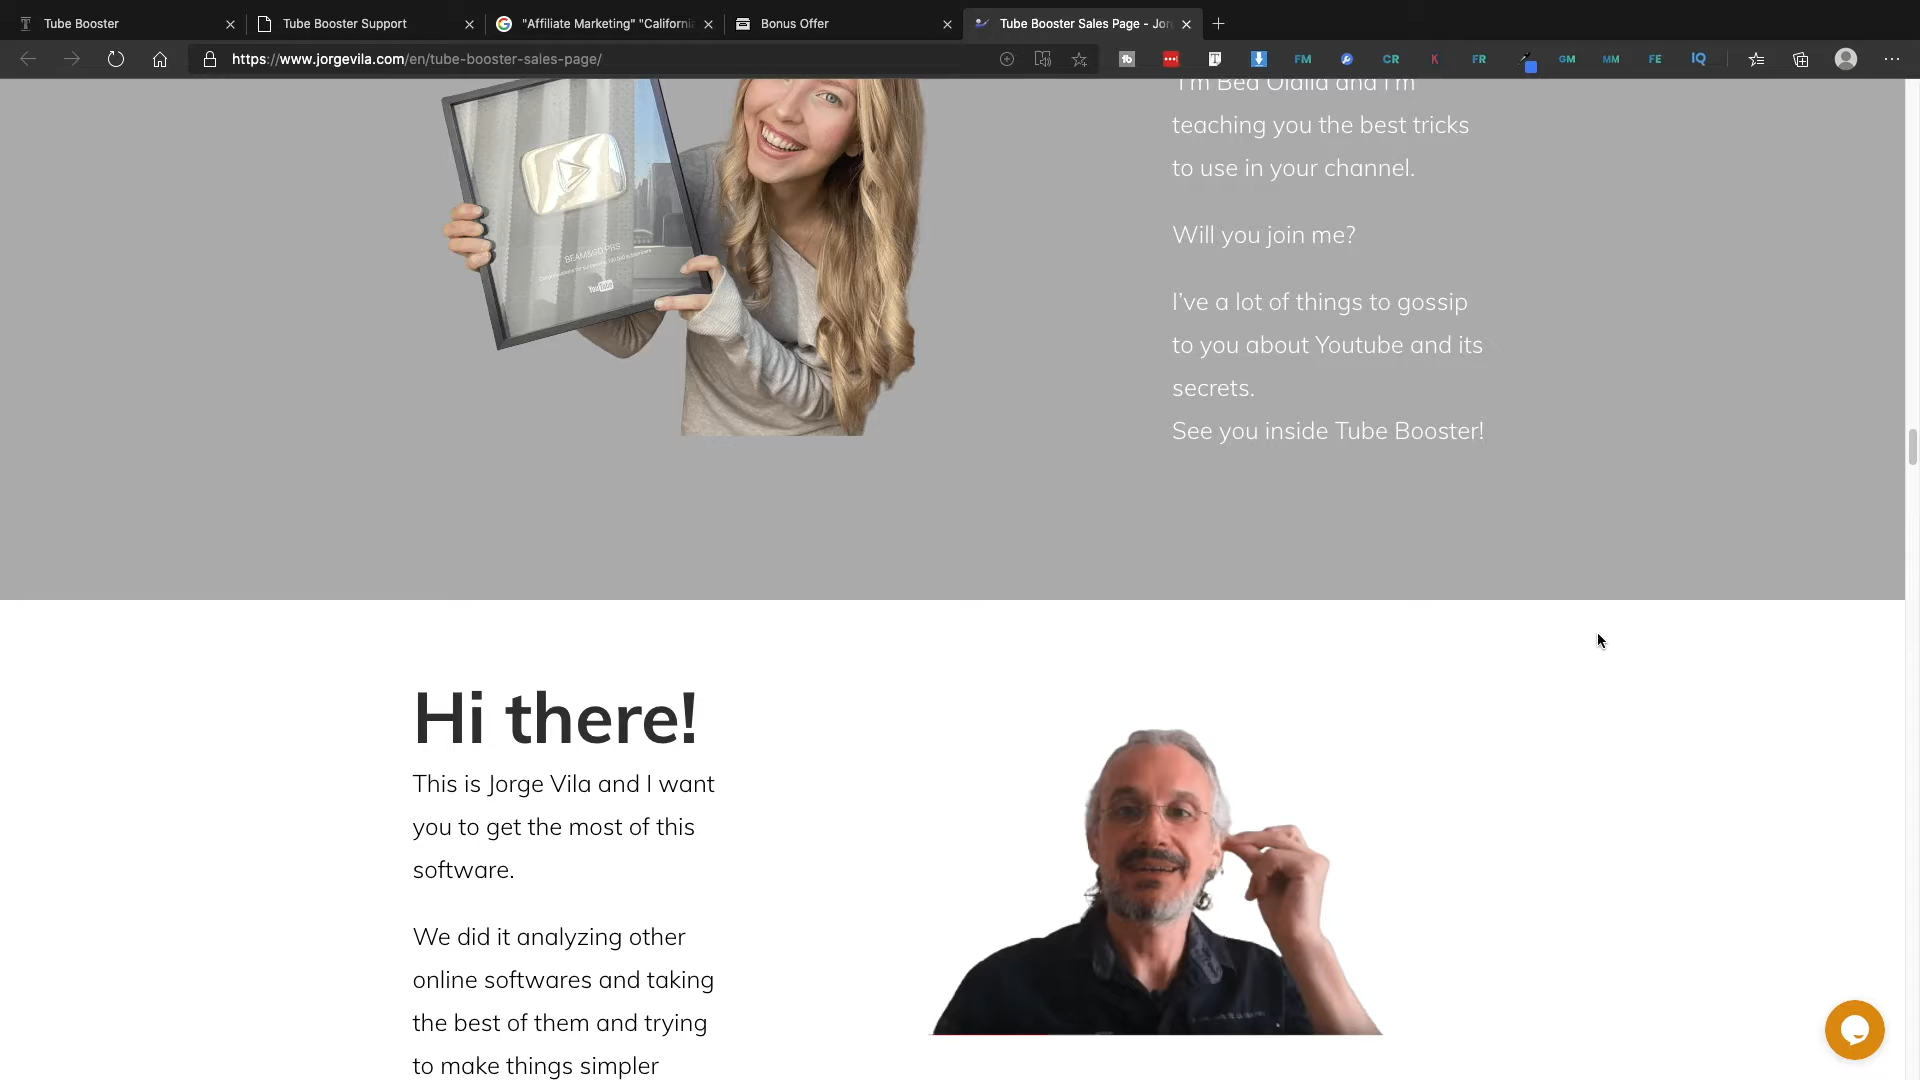 Tube Booster
Tube Booster Support
"Affiliate Marketing" "Californi
Bonus Offer
Tube Booster Sales Page - Jor
https://www.jorgevila.com/en/tube-booster-sales-page/
FM
CR
K
FR
GM
MM
FE
IQ
I'm Bea Olalla and I'm
teaching you the best tricks
to use in your channel.
Will you join me?
I've a lot of things to gossip
to you about Youtube and its
secrets.
See you inside Tube Booster!
YouTube
Hi there!
This is Jorge Vila and I want
you to get the most of this
software.
We did it analyzing other
online softwares and taking
the best of them and trying
to make things simpler